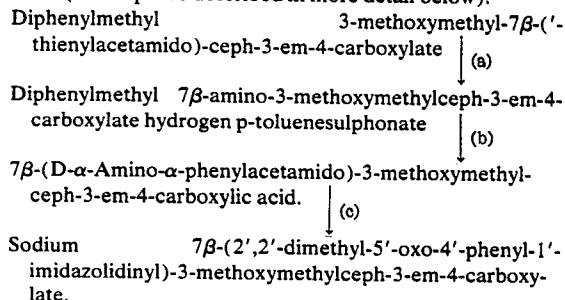 Diphenylmethyl 3-methoxymethyl-7β-('-
thienylacetamido)-ceph-3-em-4-carboxylate
(a)
Diphenylmethyl 7β-amino-3-methoxymethylceph-3-em-4-
carboxylate hydrogen p-toluenesulphonate
(b)
7β-(D-α-Amino-α-phenylacetamido)-3-methoxymethyl-
ceph-3-em-4-carboxylic acid.
(c)
Sodium 7β-(2',2'-dimethyl-5'-oxo-4'-phenyl-1'-
imidazolidinyl)-3-methoxymethylceph-3-em-4-carboxy-
late.